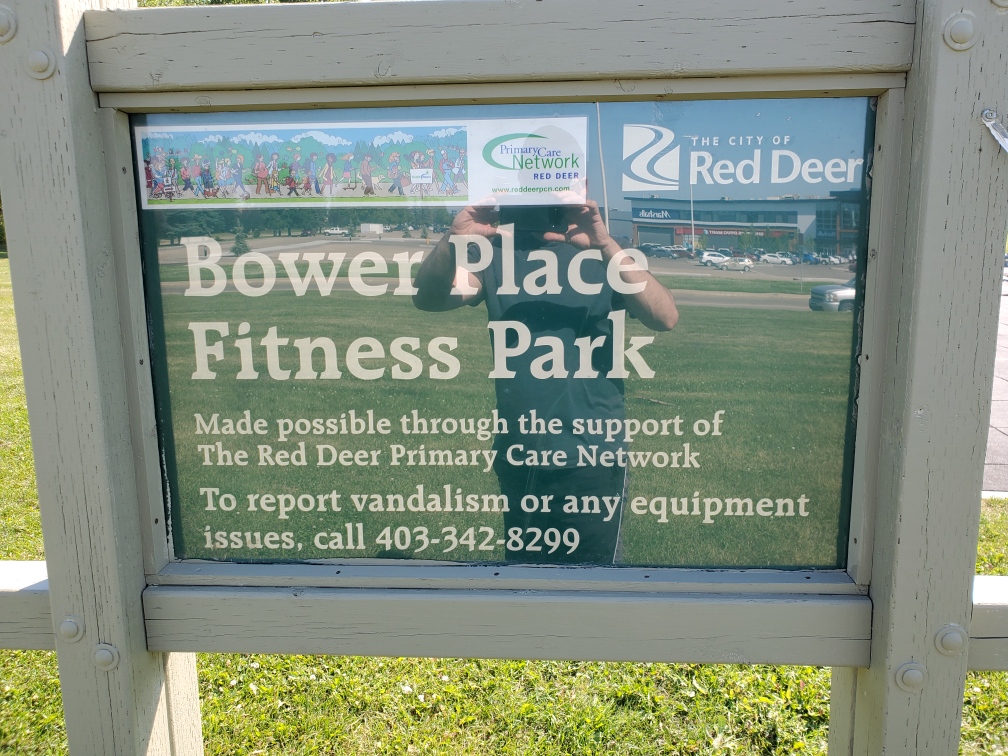 Primary Care
Network
RED DEER
www.reddeerpcn.com
THE CITY OF
Red Deer
Marshalls
Bower Place
Fitness Park
Made possible through the support of
The Red Deer Primary Care Network
To report vandalism or any equipment
issues, call 403-342-8299